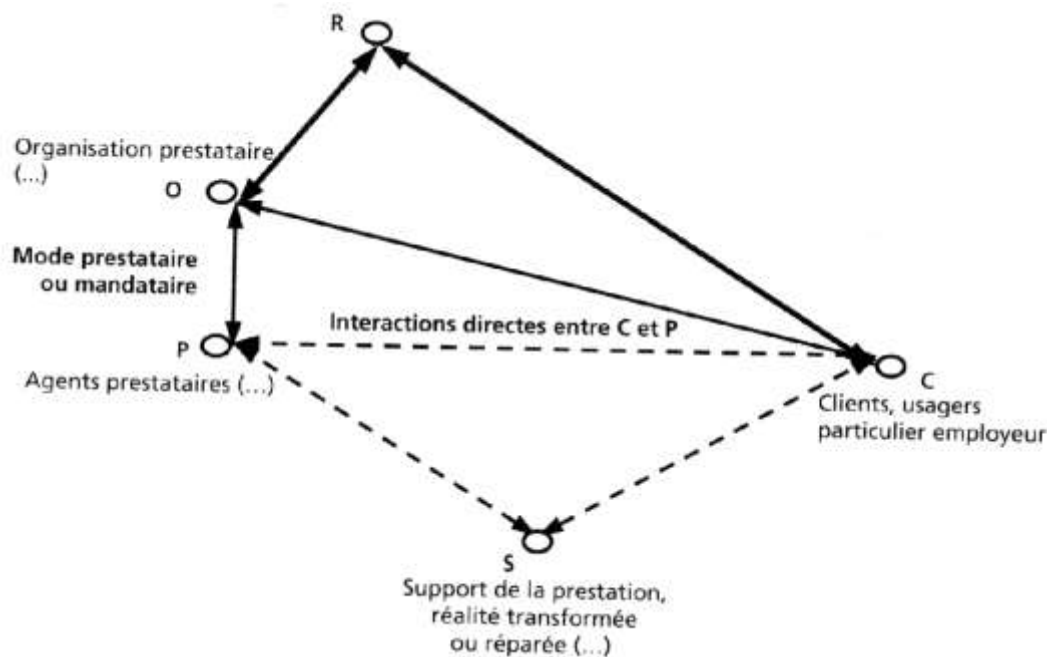 R
Organisation prestataire
(...)
O
Mode prestataire
ou mandataire
Interactions directes entre C et P
P
Agents prestataires (...)
C
Clients, usagers
particulier employeur
S
Support de la prestation,
réalité transformée
ou réparée (...)